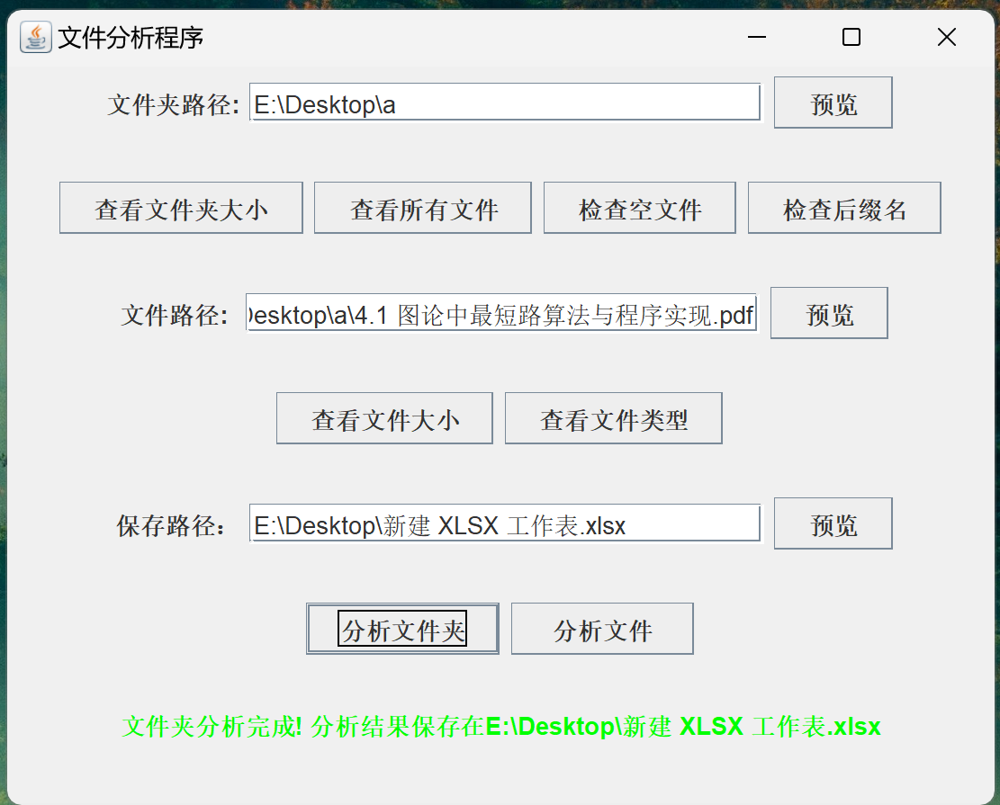 文件分析程序
文件夹路径: E:\Desktop\a 预览
查看文件夹大小 查看所有文件 检查空文件 检查后缀名
文件路径: Desktop\a\4.1 图论中最短路算法与程序实现.pdf 预览
查看文件大小 查看文件类型
保存路径： E:\Desktop\新建 XLSX 工作表.xlsx 预览
分析文件夹 分析文件
文件夹分析完成! 分析结果保存在E:\Desktop\新建 XLSX 工作表.xlsx